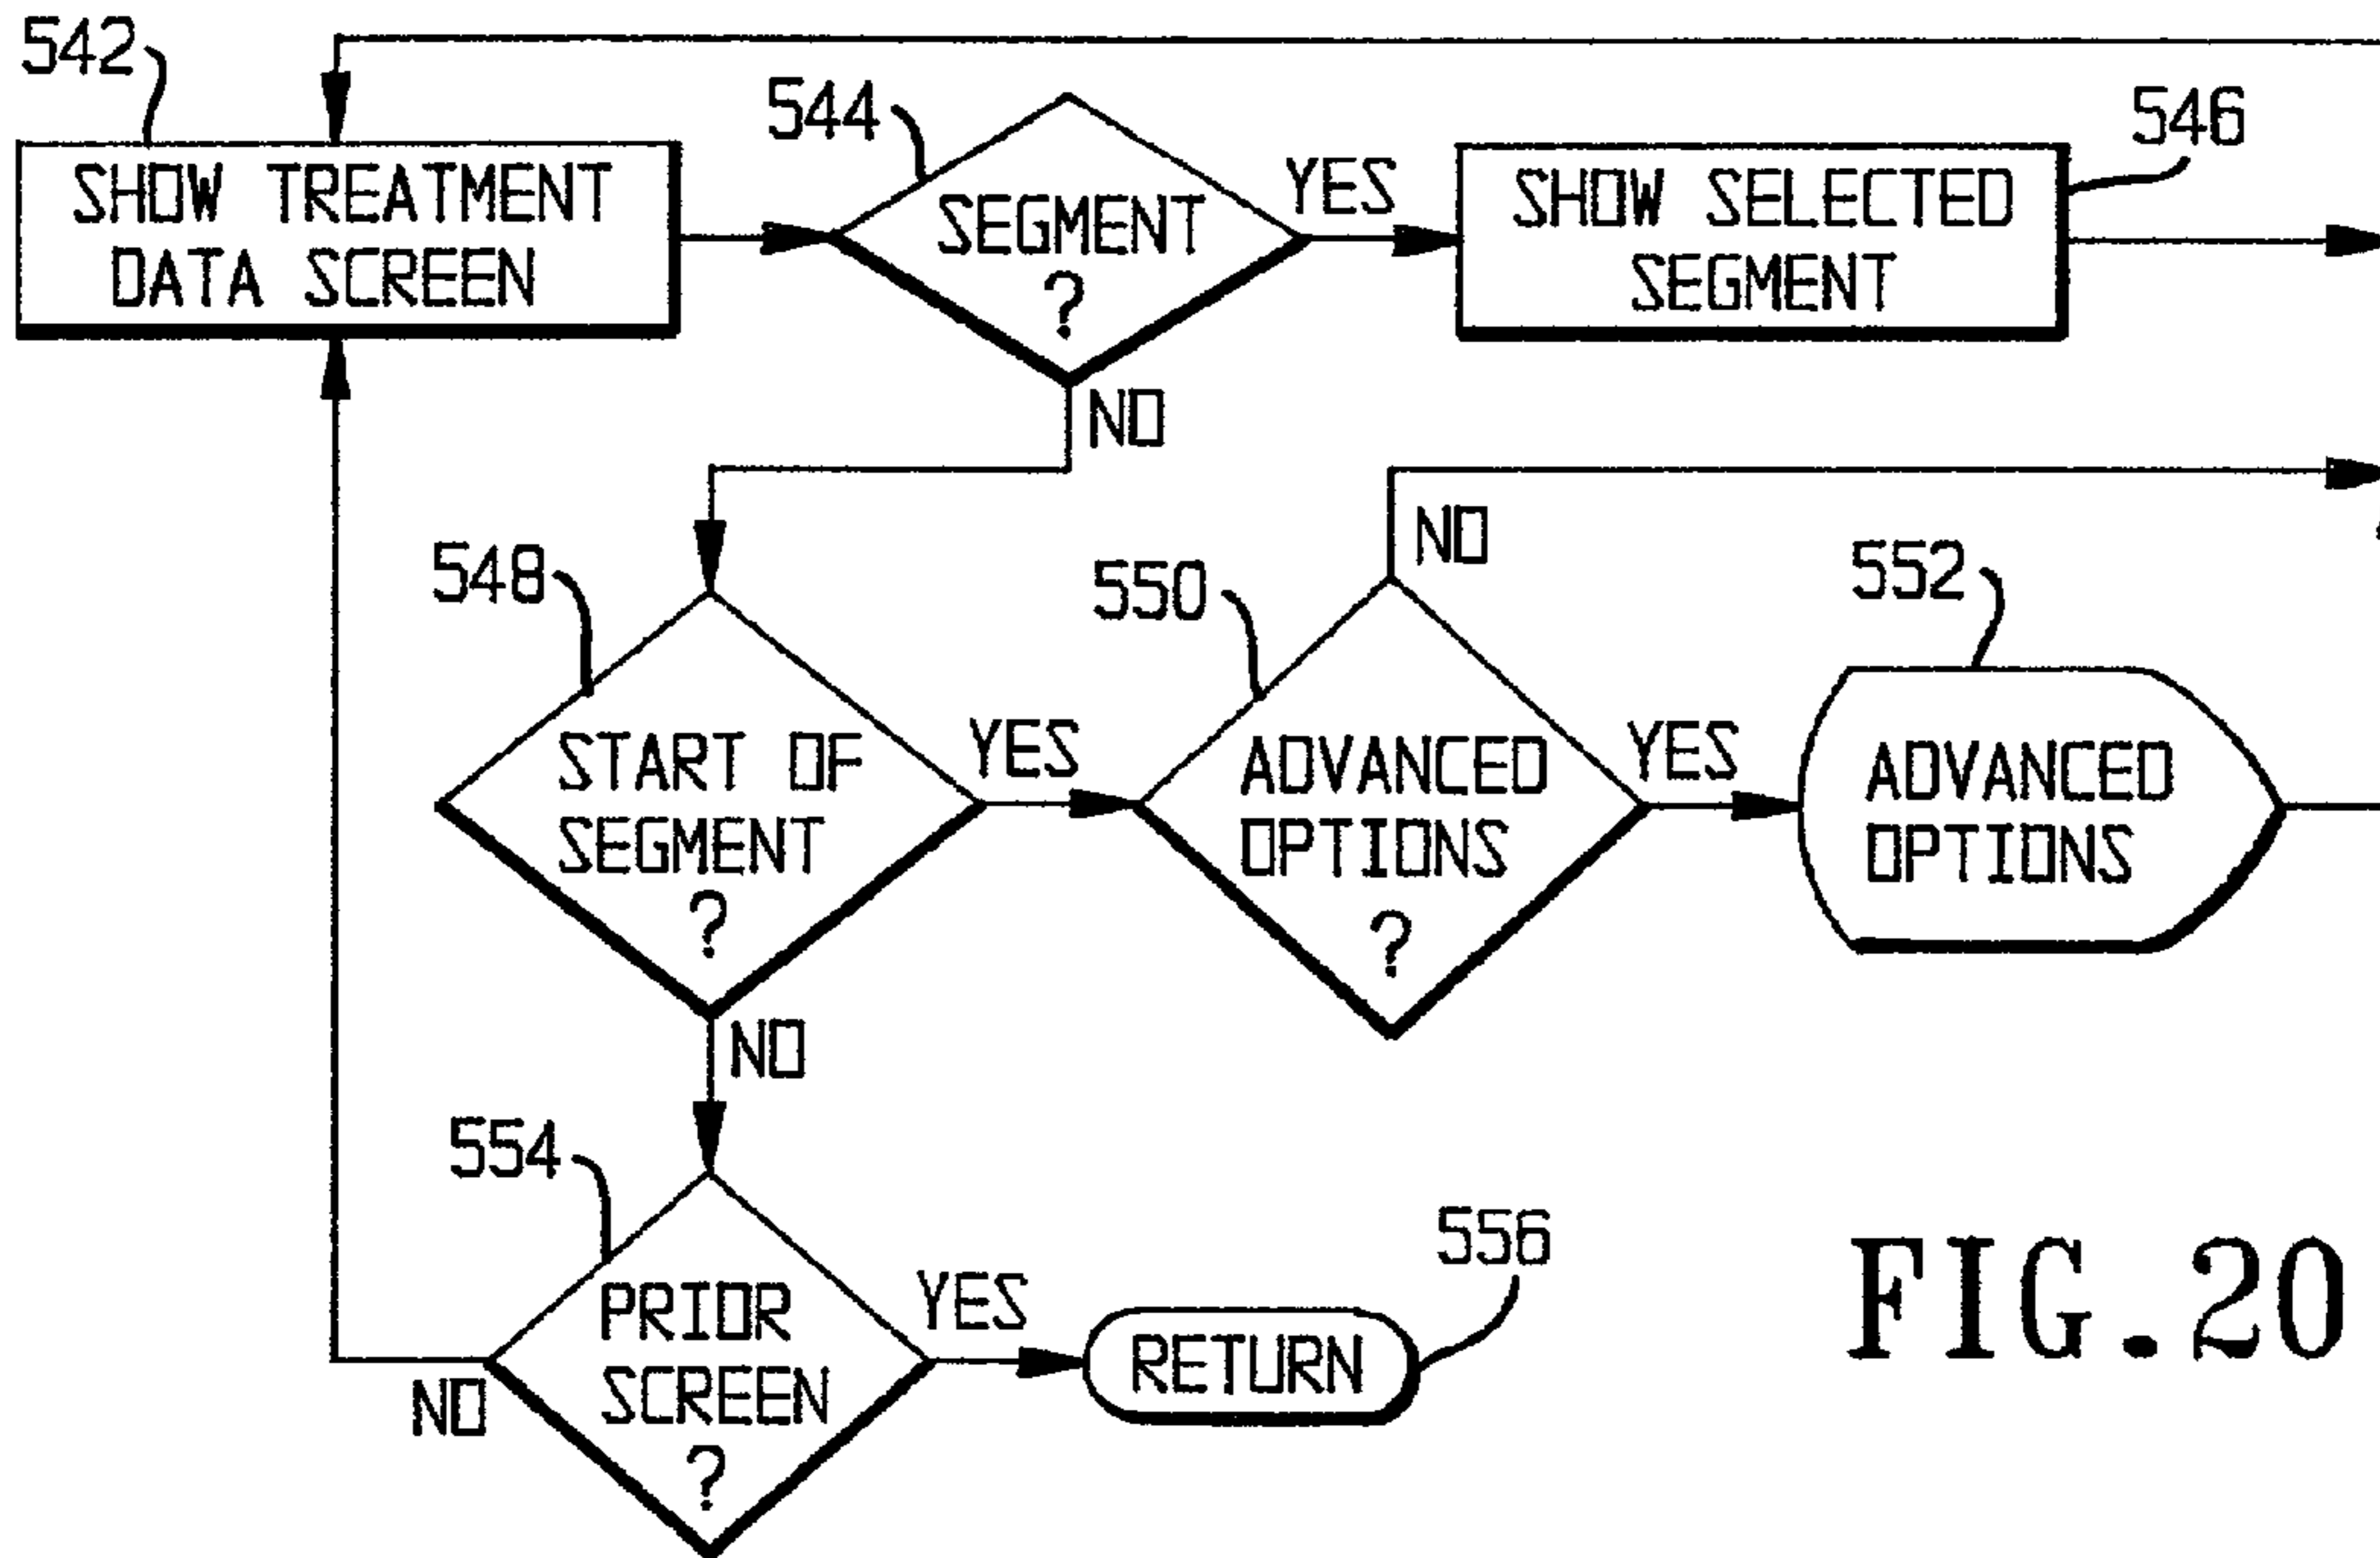 542
SHOW TREATMENT
DATA SCREEN
544
SEGMENT
?
YES
NO
546
SHOW SELECTED
SEGMENT
548
START OF
SEGMENT
?
YES
NO
550
ADVANCED
OPTIONS
?
NO
YES
552
ADVANCED
OPTIONS
554
PRIOR
SCREEN
?
NO
YES
556
RETURN
FIG.20